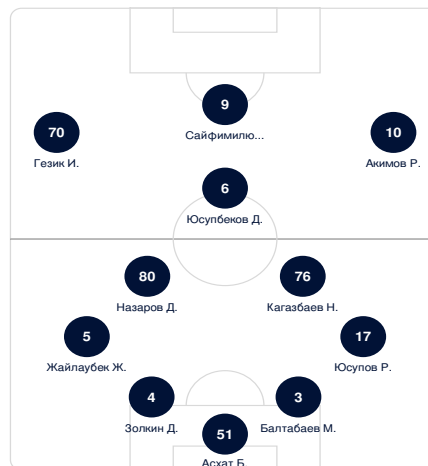 9
Сайфимилю...
70
Гезик И.
10
Акимов Р.
6
Юсупбеков Д.
80
Назаров Д.
76
Кагазбаев Н.
5
Жайлаубек Ж.
17
Юсупов Р.
4
Золкин Д.
3
Балтабаев М.
51
Асхат Б.